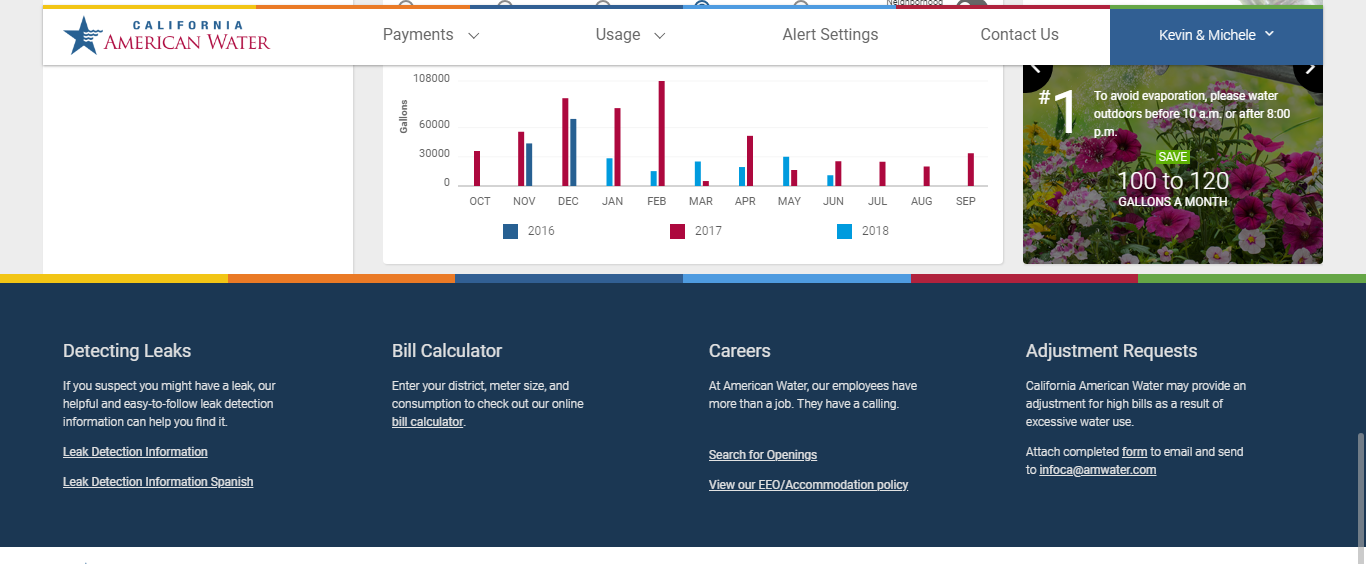 Neighborhood
CALIFORNIA
AMERICAN WATER
Payments
Usage
Alert Settings
Contact Us
Kevin & Michele
108000
60000
30000
0
Gallons
OCT NOV DEC JAN FEB MAR APR MAY JUN JUL AUG SEP
2016 2017 2018
#1
To avoid evaporation, please water
outdoors before 10 a.m. or after 8:00
p.m.
SAVE
100 to 120
GALLONS A MONTH
Detecting Leaks
If you suspect you might have a leak, our
helpful and easy-to-follow leak detection
information can help you find it.
Leak Detection Information
Leak Detection Information Spanish
Bill Calculator
Enter your district, meter size, and
consumption to check out our online
bill calculator.
Careers
At American Water, our employees have
more than a job. They have a calling.
Search for Openings
View our EEO/Accommodation policy
Adjustment Requests
California American Water may provide an
adjustment for high bills as a result of
excessive water use.
Attach completed form to email and send
to infoca@amwater.com